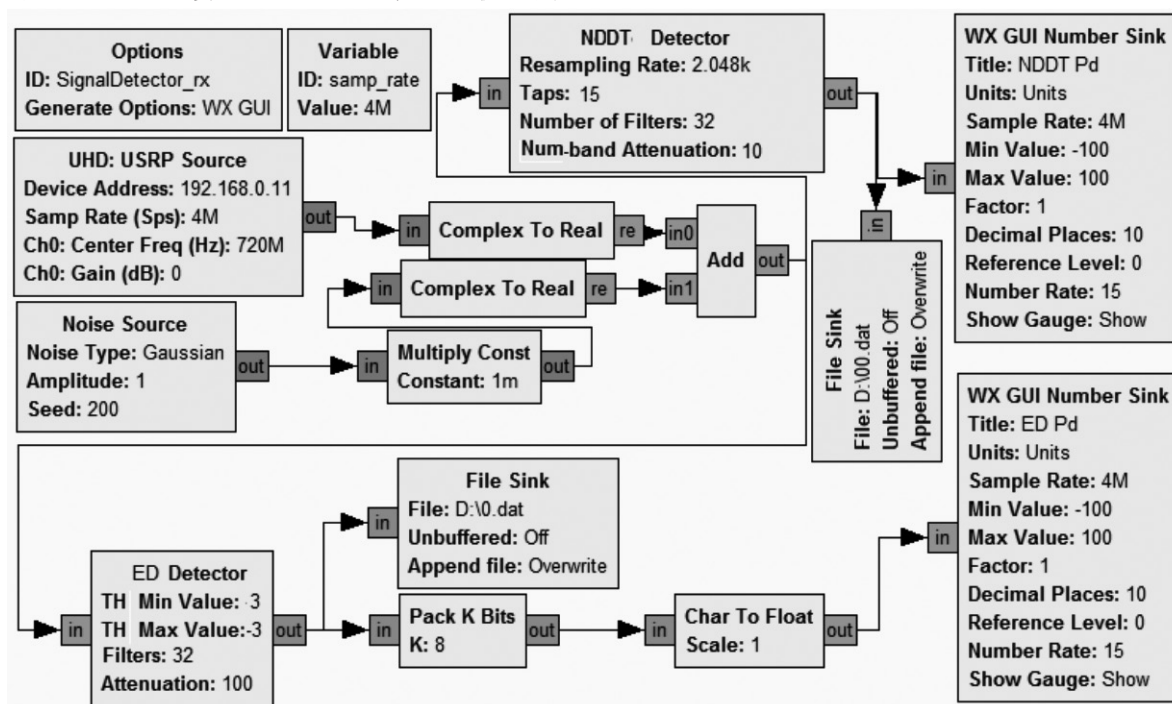 Options
ID: SignalDetector_rx
Generate Options: WX GUI
Variable
ID: samp_rate
Value: 4M
NDDT Detector
Resampling Rate: 2.048k
Taps: 15
Number of Filters: 32
Num-band Attenuation: 10
in
out
WX GUI Number Sink
Title: NDDT Pd
Units: Units
Sample Rate: 4M
Min Value: -100
Max Value: 100
Factor: 1
Decimal Places: 10
Reference Level: 0
Number Rate: 15
Show Gauge: Show
in
UHD: USRP Source
Device Address: 192.168.0.11
Samp Rate (Sps): 4M
Ch0: Center Freq (Hz): 720M
Ch0: Gain (dB): 0
out
in
Complex To Real
re
in0
in
Complex To Real
re
in1
Add
out
in
File Sink
File: D:\00.dat
Unbuffered: Off
Append file: Overwrite
Noise Source
Noise Type: Gaussian
Amplitude: 1
Seed: 200
out
in
Multiply Const
Constant: 1m
out
File Sink
File: D:\0.dat
Unbuffered: Off
Append file: Overwrite
in
WX GUI Number Sink
Title: ED Pd
Units: Units
Sample Rate: 4M
Min Value: -100
Max Value: 100
Factor: 1
Decimal Places: 10
Reference Level: 0
Number Rate: 15
Show Gauge: Show
in
ED Detector
TH Min Value: -3
TH Max Value:-3
Filters: 32
Attenuation: 100
in
out
in
Pack K Bits
K: 8
out
in
Char To Float
Scale: 1
out